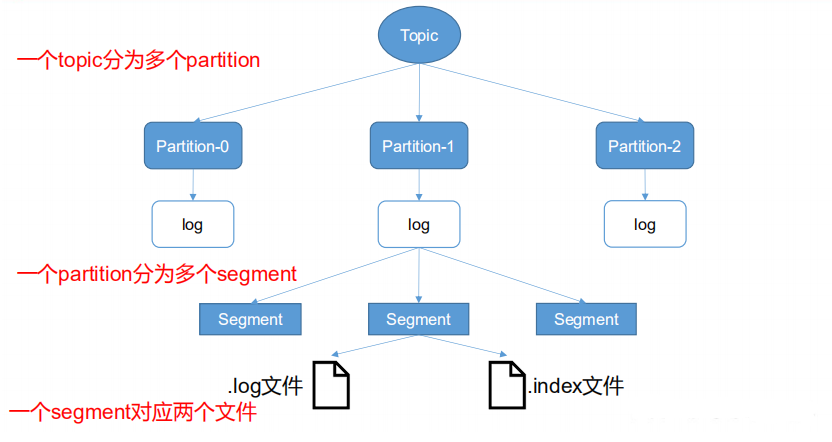 Topic
一个topic分为多个partition
Partition-0
Partition-1
Partition-2
log
log
log
一个partition分为多个segment
Segment
Segment
Segment
.log文件
.index文件
一个segment对应两个文件